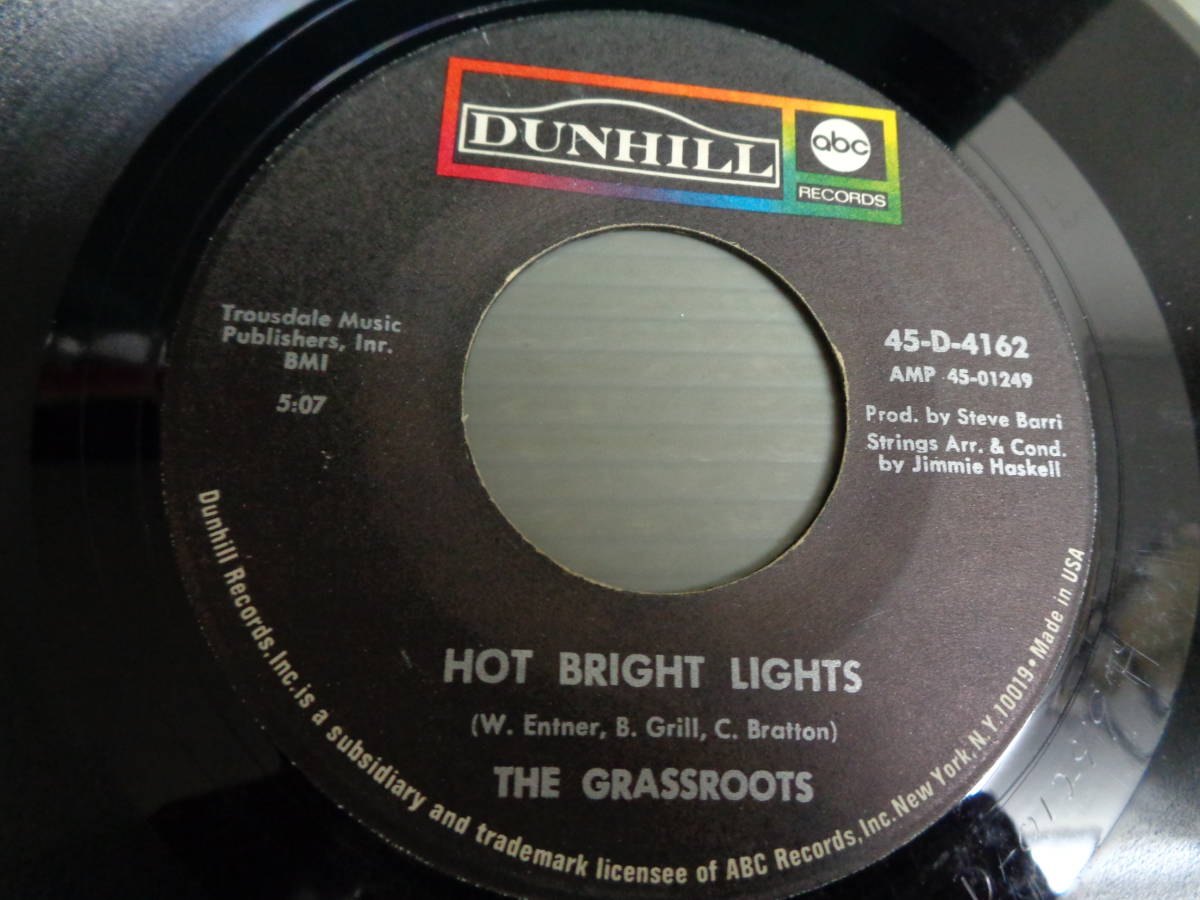 DUNHILL
abc
RECORDS
Trousdale Music
Publishers, Inc.
BMI
5:07
45-D-4162
AMP 45-01249
Prod. by Steve Barri
Strings Arr. & Cond.
by Jimmie Haskell
HOT BRIGHT LIGHTS
(W. Entner, B. Grill, C. Bratton)
THE GRASSROOTS
Dunhill Records, Inc. is a subsidiary and trademark licensee of ABC Records, Inc. New York, N.Y. 10019 • Made in USA